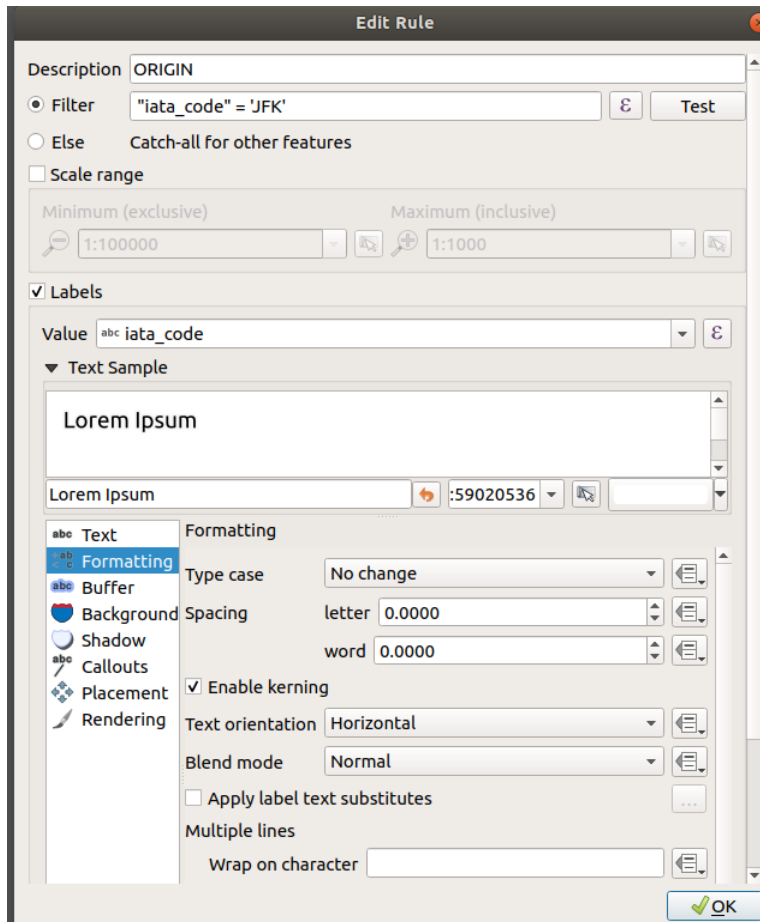 Edit Rule
Description ORIGIN
Filter "iata_code" = 'JFK' ε Test
Else Catch-all for other features
Scale range
Minimum (exclusive) Maximum (inclusive)
1:100000 1:1000
Labels
Value abc iata_code ε
Text Sample
Lorem Ipsum
Lorem Ipsum :59020536
abc Text
Formatting
Buffer
Background
Shadow
Callouts
Placement
Rendering
Formatting
Type case No change
Spacing letter 0.0000
word 0.0000
Enable kerning
Text orientation Horizontal
Blend mode Normal
Apply label text substitutes ...
Multiple lines
Wrap on character
OK